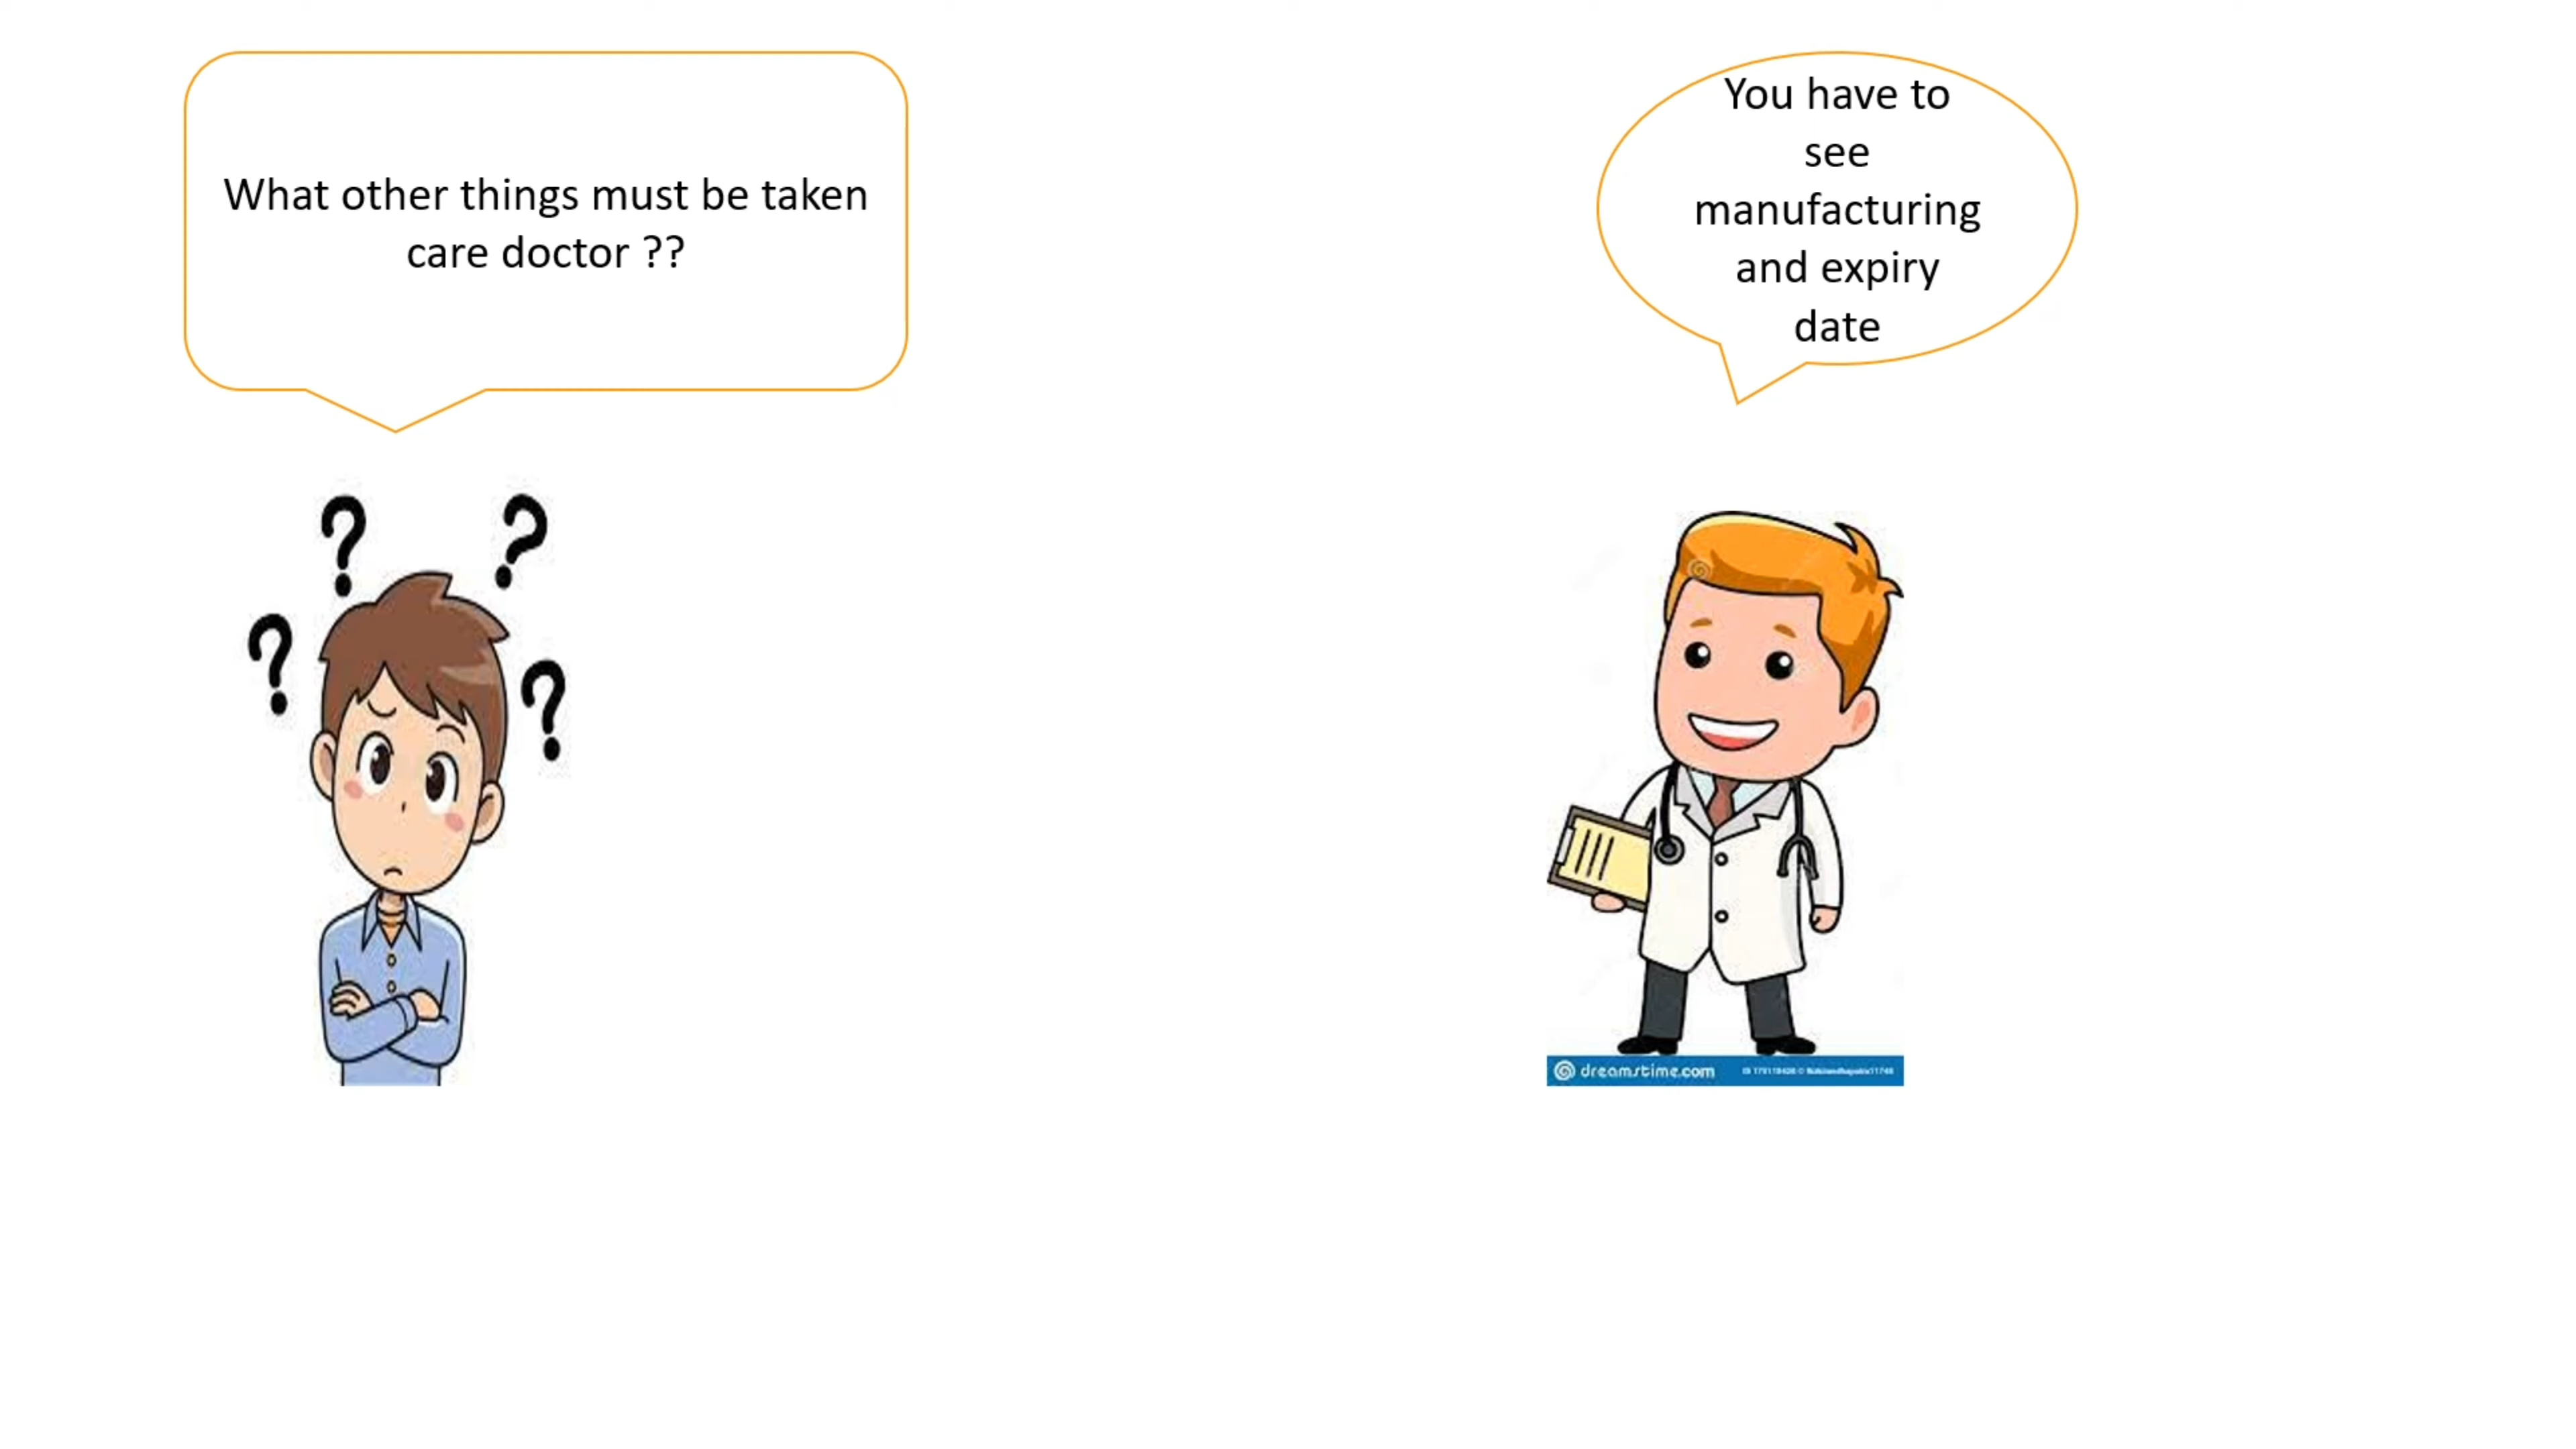 What other things must be taken
care doctor ??
You have to
see
manufacturing
and expiry
date
dreamstime.com